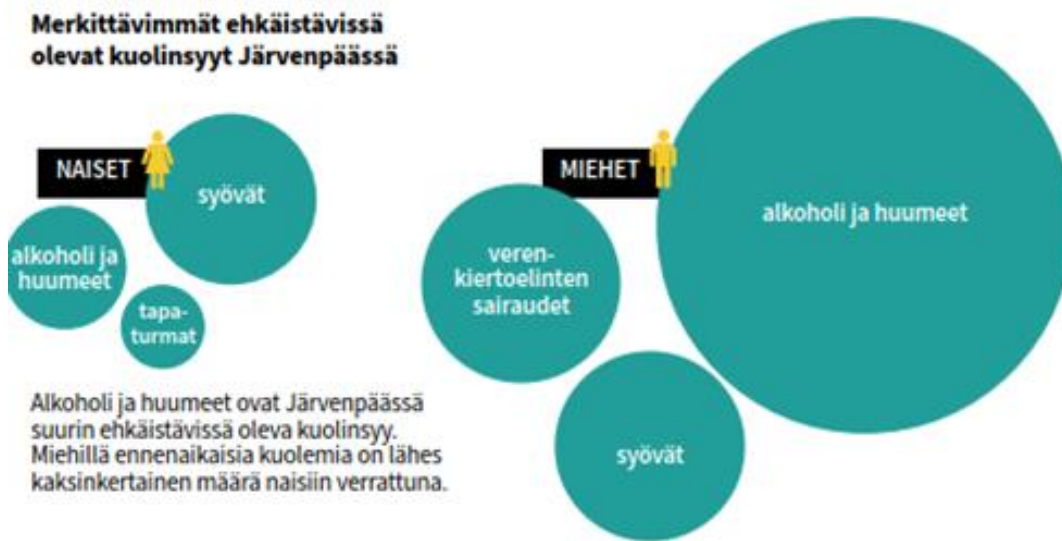 Merkittävimmät ehkäistävissä
olevat kuolinsyyt Järvenpäässä
NAISET
syövät
alkoholi ja
huumeet
tapa-
turmat
MIEHET
alkoholi ja huumeet
veren-
kiertoelinten
sairaudet
syövät
Alkoholi ja huumeet ovat Järvenpäässä
suurin ehkäistävissä oleva kuolinsyy.
Miehillä ennenaikaisia kuolemia on lähes
kaksinkertainen määrä naisiin verrattuna.